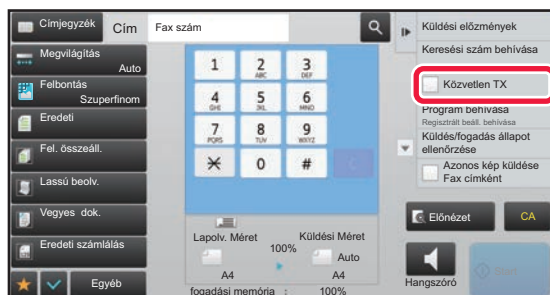 Címjegyzék
Cím
Fax szám
Megvilágítás
Auto
Felbontás
Szuperfinom
Eredeti
Fel. összeáll.
Lassú beolv.
Vegyes dok.
Eredeti számlálás
Egyéb
1
2
ABC
3
DEF
4
GHI
5
JKL
6
MNO
7
PQRS
8
TUV
9
WXYZ
0
#
Lapolv. Méret
100%
Küldési Méret
Auto
A4
A4
fogadási memória : 100%
Küldési előzmények
Keresési szám behívása
Közvetlen TX
Program behívása
Regisztrált beáll. behívása
Küldés/fogadás állapot
ellenőrzése
Azonos kép küldése
Fax címként
Előnézet
CA
Hangszóró
Start